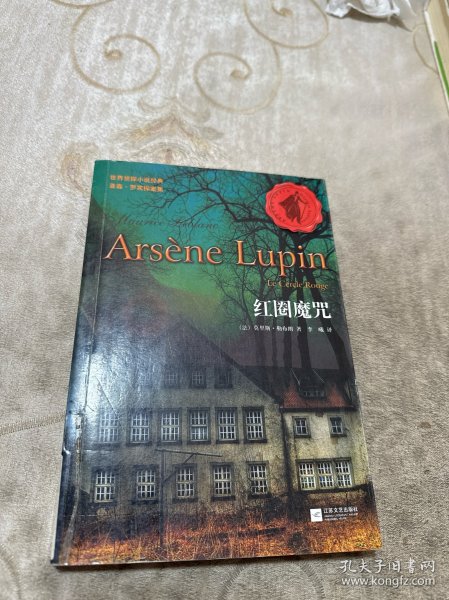 世界侦探小说经典
亚森·罗宾探案集
Maurice Leblanc
Arsène Lupin
Le Cercle Rouge
红圈魔咒
（法）莫里斯·勒布朗 著 李 曦 译
江苏文艺出版社
孔夫子旧书网
www.kongfz.com